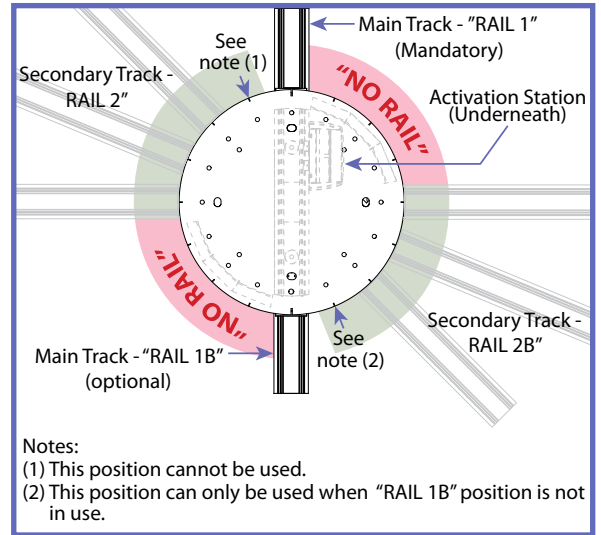 Main Track - "RAIL 1"
(Mandatory)
See
note (1)
Secondary Track -
RAIL 2"
"NO RAIL"
Activation Station
(Underneath)
"NO RAIL"
Secondary Track -
RAIL 2B"
See
note (2)
Main Track - "RAIL 1B"
(optional)
Notes:
(1) This position cannot be used.
(2) This position can only be used when "RAIL 1B" position is not
in use.